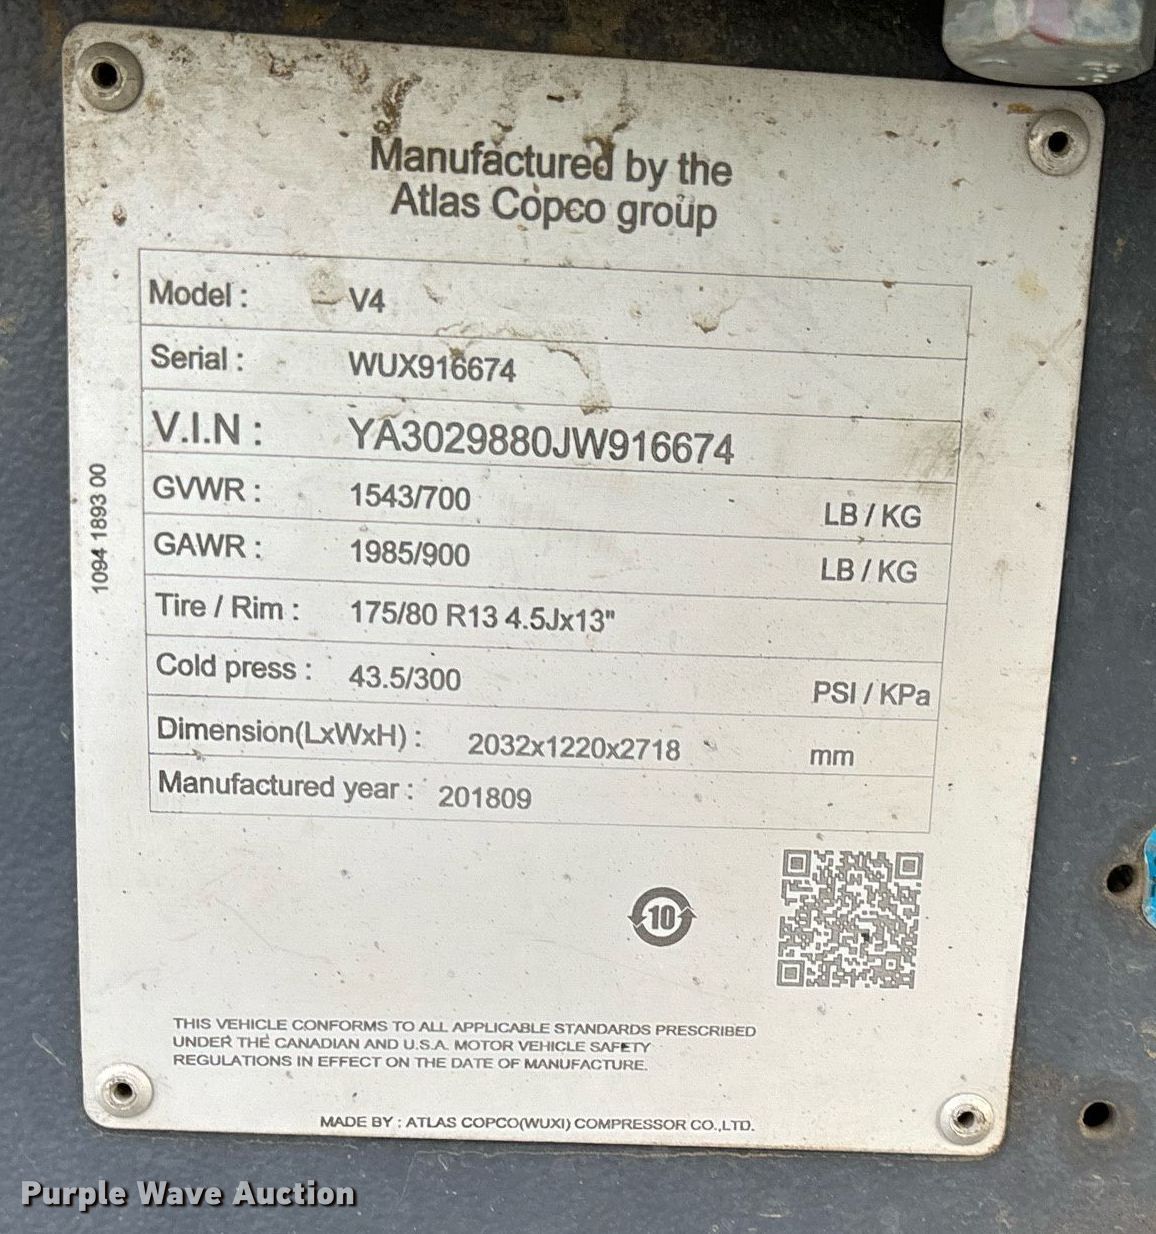 Manufactured by the
Atlas Copco group
Model : V4
Serial : WUX916674
V.I.N : YA3029880JW916674
GVWR : 1543/700 LB / KG
GAWR : 1985/900 LB / KG
Tire / Rim : 175/80 R13 4.5Jx13"
Cold press : 43.5/300 PSI / KPa
Dimension(LxWxH) : 2032x1220x2718 mm
Manufactured year : 201809
1094 1893 00
10
THIS VEHICLE CONFORMS TO ALL APPLICABLE STANDARDS PRESCRIBED
UNDER THE CANADIAN AND U.S.A. MOTOR VEHICLE SAFETY
REGULATIONS IN EFFECT ON THE DATE OF MANUFACTURE.
MADE BY : ATLAS COPCO(WUXI) COMPRESSOR CO.,LTD.
Purple Wave Auction